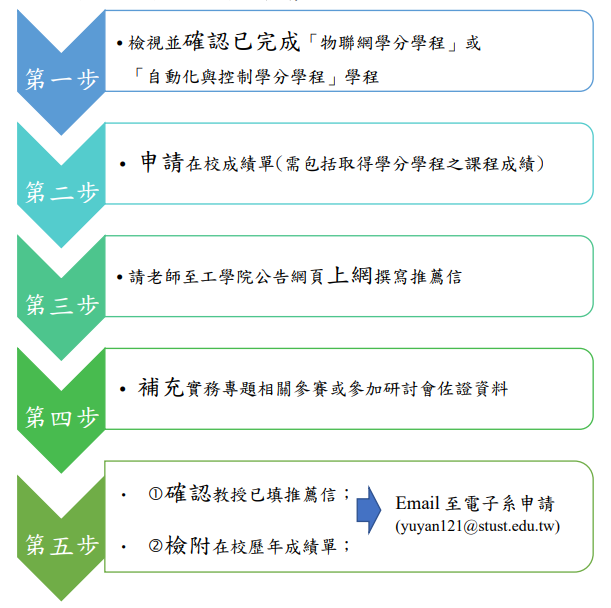 第一步
•檢視並確認已完成「物聯網學分學程」或
「自動化與控制學分學程」學程
第二步
• 申請在校成績單(需包括取得學分學程之課程成績)
第三步
•請老師至工學院公告網頁上網撰寫推薦信
第四步
• 補充實務專題相關參賽或參加研討會佐證資料
第五步
• ①確認教授已填推薦信；
• ②檢附在校歷年成績單；
Email 至電子系申請
(yuyan121@stust.edu.tw)